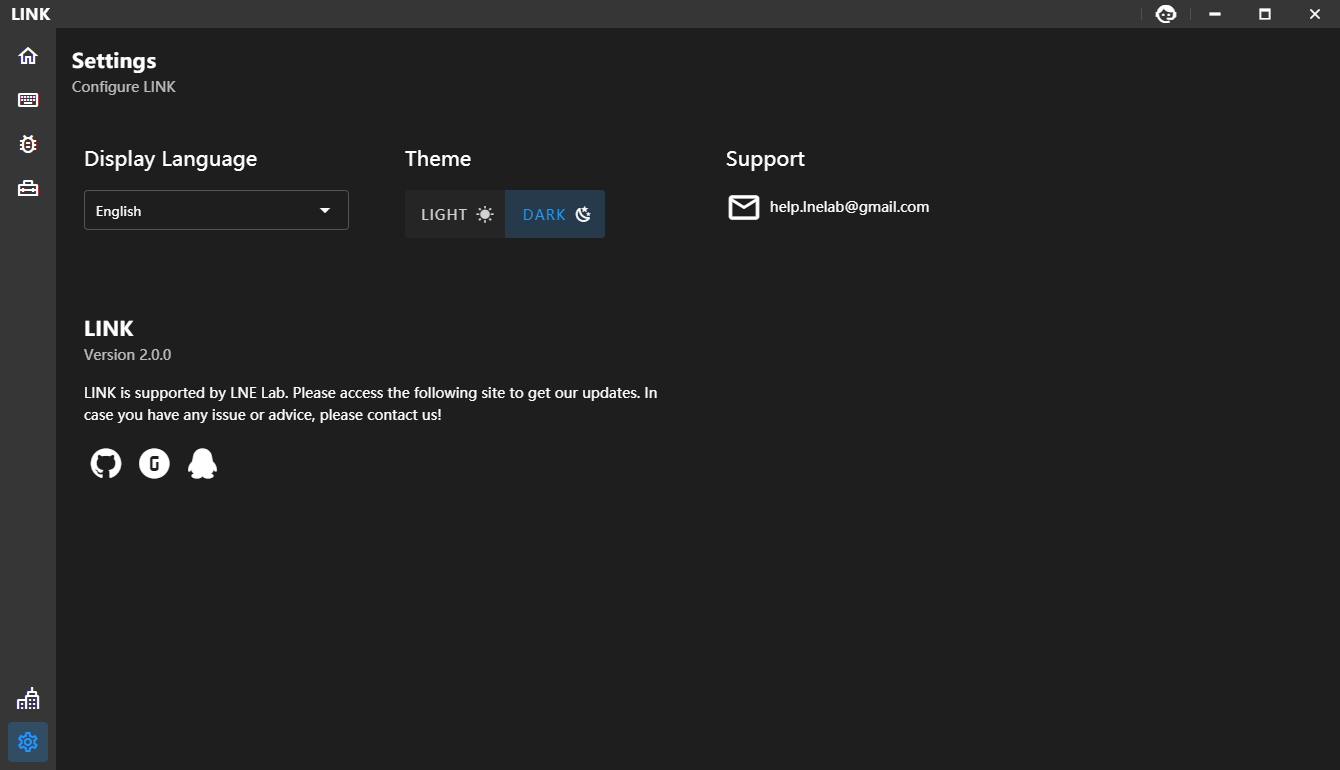 LINK
Settings
Configure LINK
Display Language
Theme
Support
English
LIGHT
DARK
help.lnelab@gmail.com
LINK
Version 2.0.0
LINK is supported by LNE Lab. Please access the following site to get our updates. In
case you have any issue or advice, please contact us!
G